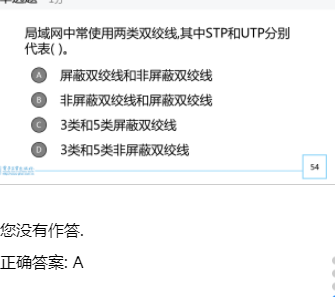 局域网中常使用两类双绞线,其中STP和UTP分别
代表( )。
A 屏蔽双绞线和非屏蔽双绞线
B 非屏蔽双绞线和屏蔽双绞线
C 3类和5类屏蔽双绞线
D 3类和5类非屏蔽双绞线
54
您没有作答.
正确答案: A